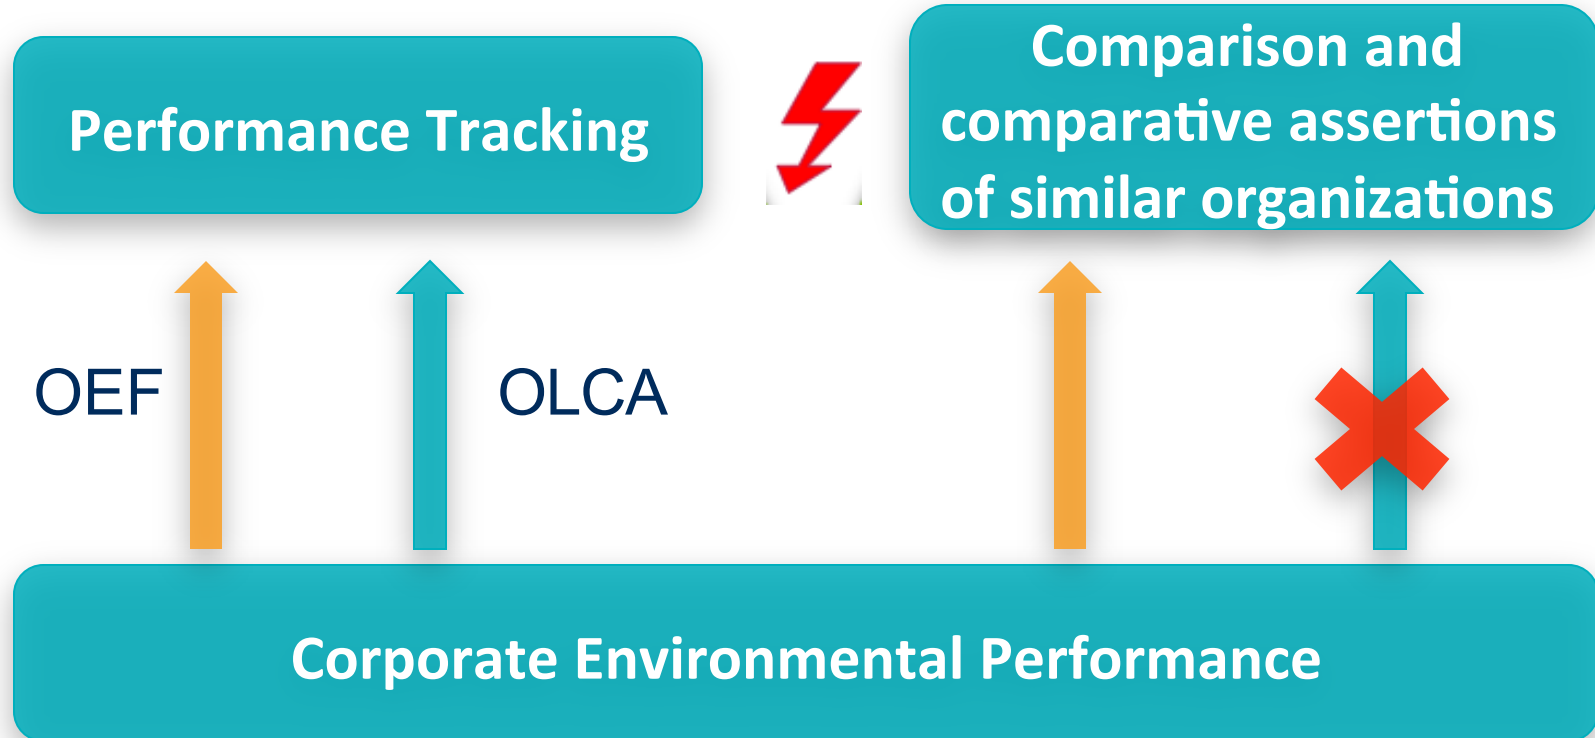 Performance Tracking
Comparison and
comparative assertions
of similar organizations
OEF
OLCA
Corporate Environmental Performance